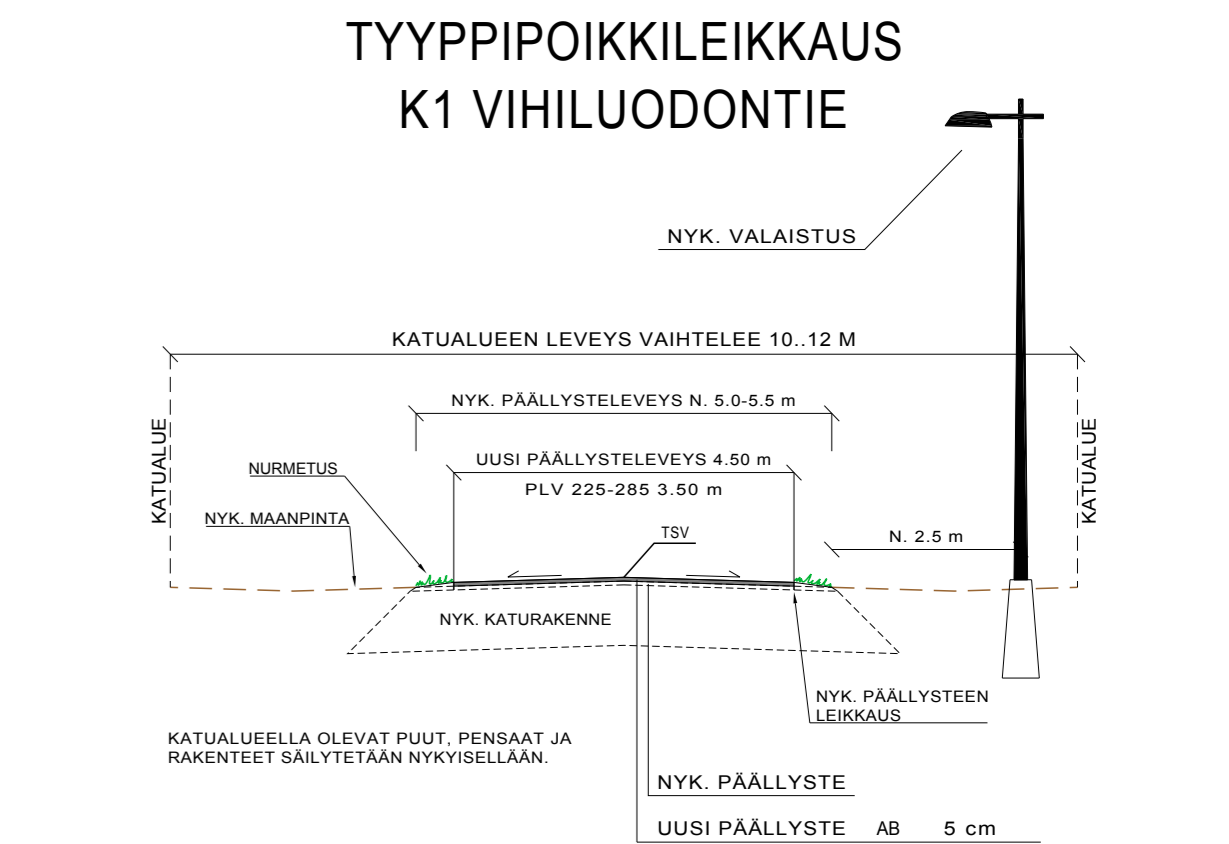 TYYPPIPOIKKILEIKKAUS
K1 VIHILUODONTIE
NYK. VALAISTUS
KATUALUEEN LEVEYS VAIHTELEE 10..12 M
NYK. PÄÄLLYSTELEVEYS N. 5.0-5.5 m
UUSI PÄÄLLYSTELEVEYS 4.50 m
PLV 225-285 3.50 m
NURMETUS
KATUALUE
KATUALUE
NYK. MAANPINTA
TSV
N. 2.5 m
NYK. KATURAKENNE
NYK. PÄÄLLYSTEEN
LEIKKAUS
KATUALUEELLA OLEVAT PUUT, PENSAAT JA
RAKENTEET SÄILYTETÄÄN NYKYISELLÄÄN.
NYK. PÄÄLLYSTE
UUSI PÄÄLLYSTE AB 5 cm